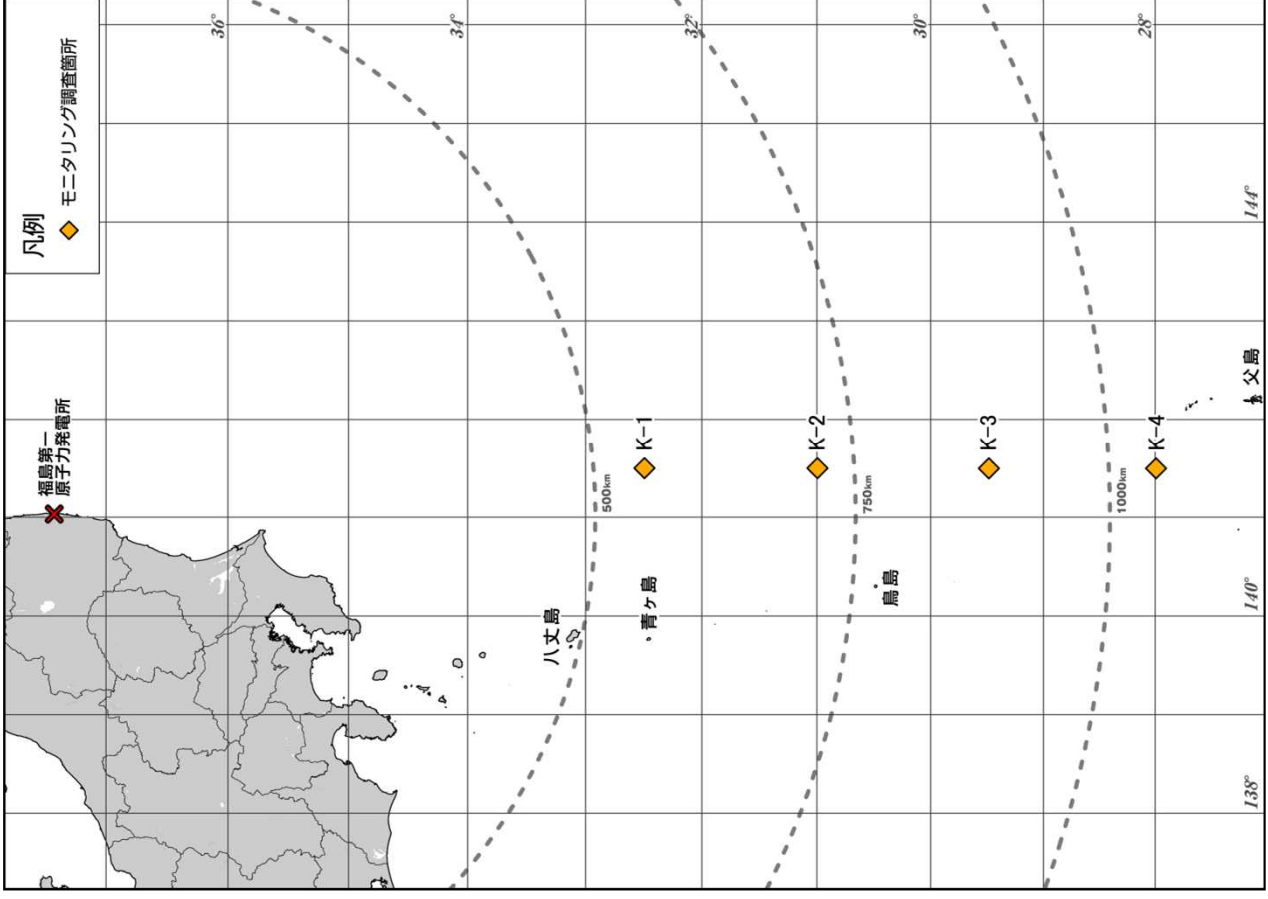 凡例
モニタリング調査箇所
福島第一
原子力発電所
36°
34°
32°
30°
28°
八丈島
500km
青ヶ島
K-1
K-2
750km
鳥島
K-3
1000km
K-4
父島
138°
140°
144°